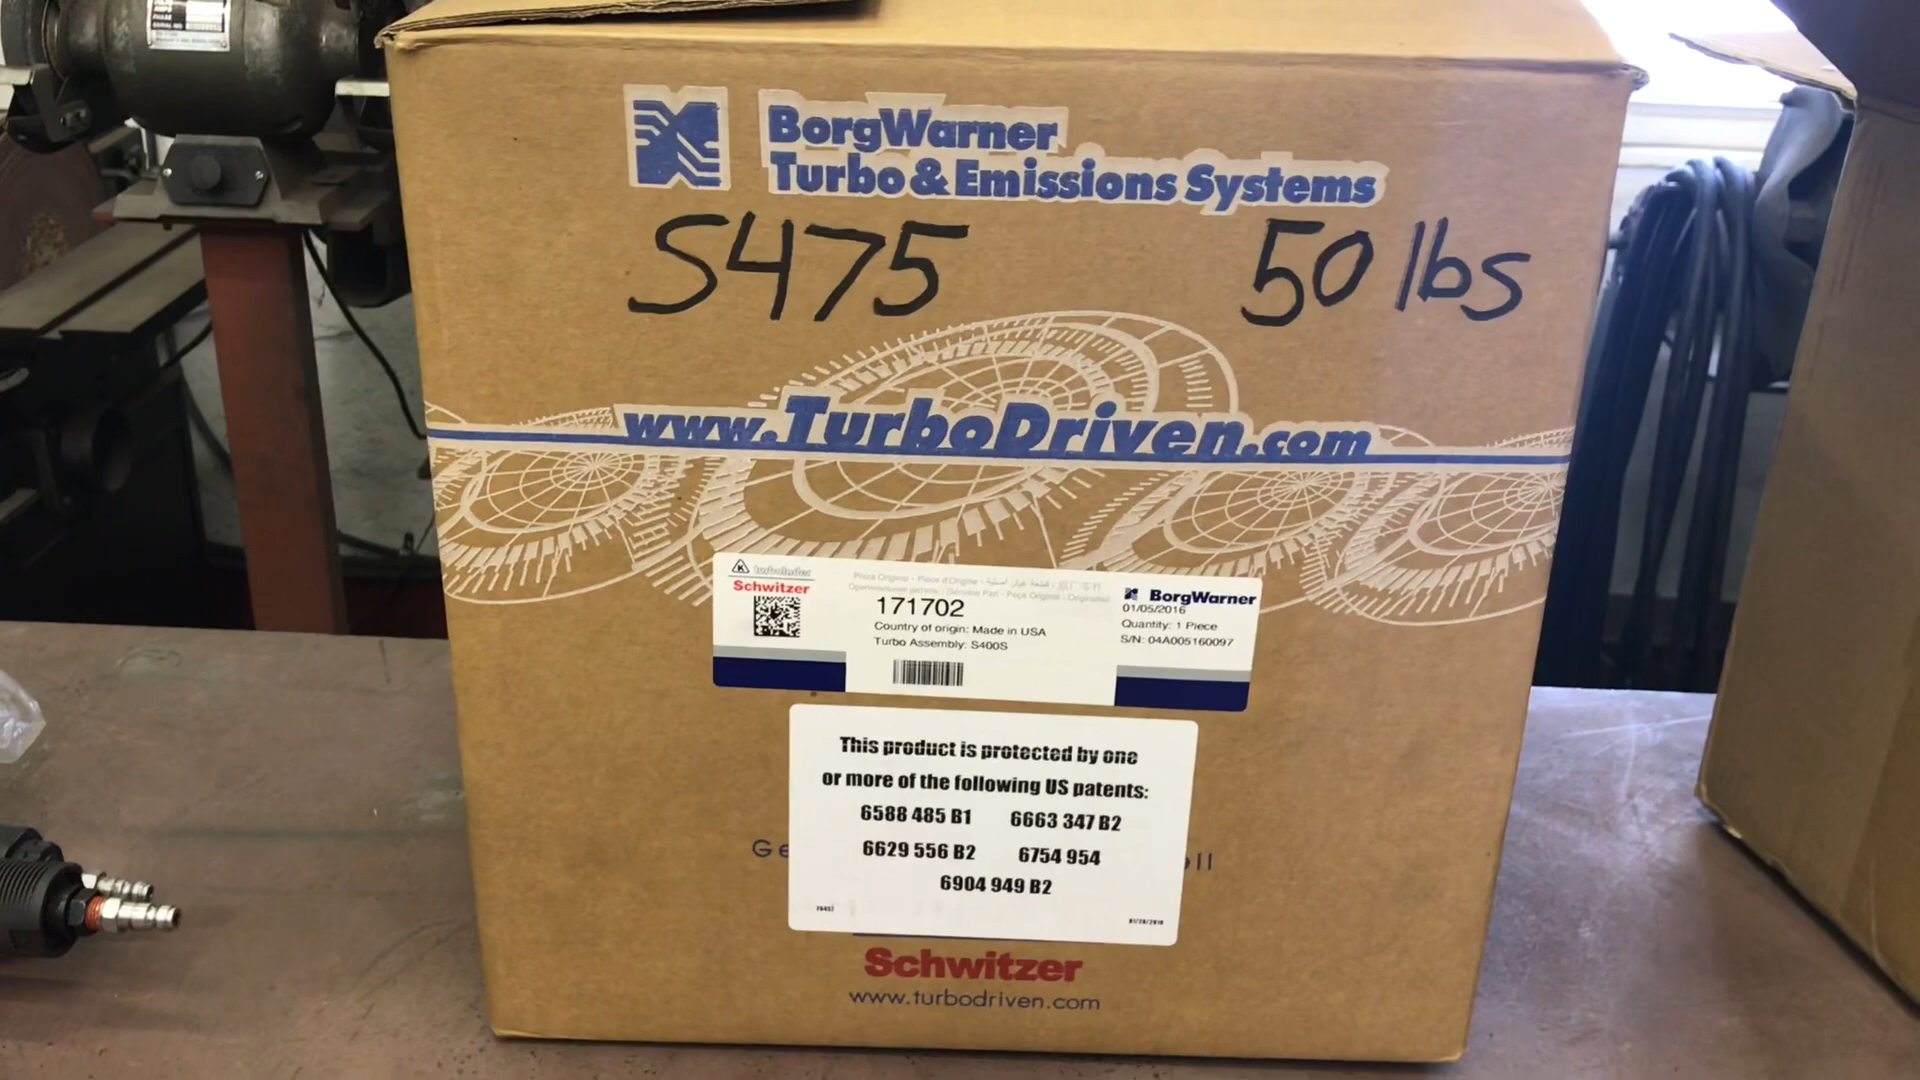 BorgWarner
Turbo & Emissions Systems
S475
50 lbs
www.TurboDriven.com
Schwitzer
171702
Country of origin: Made in USA
Turbo Assembly: S400S
BorgWarner
01/05/2016
Quantity: 1 Piece
S/N: 04A005160097
This product is protected by one
or more of the following US patents:
6588 485 B1 6663 347 B2
6629 556 B2 6754 954
6904 949 B2
Schwitzer
www.turbodriven.com